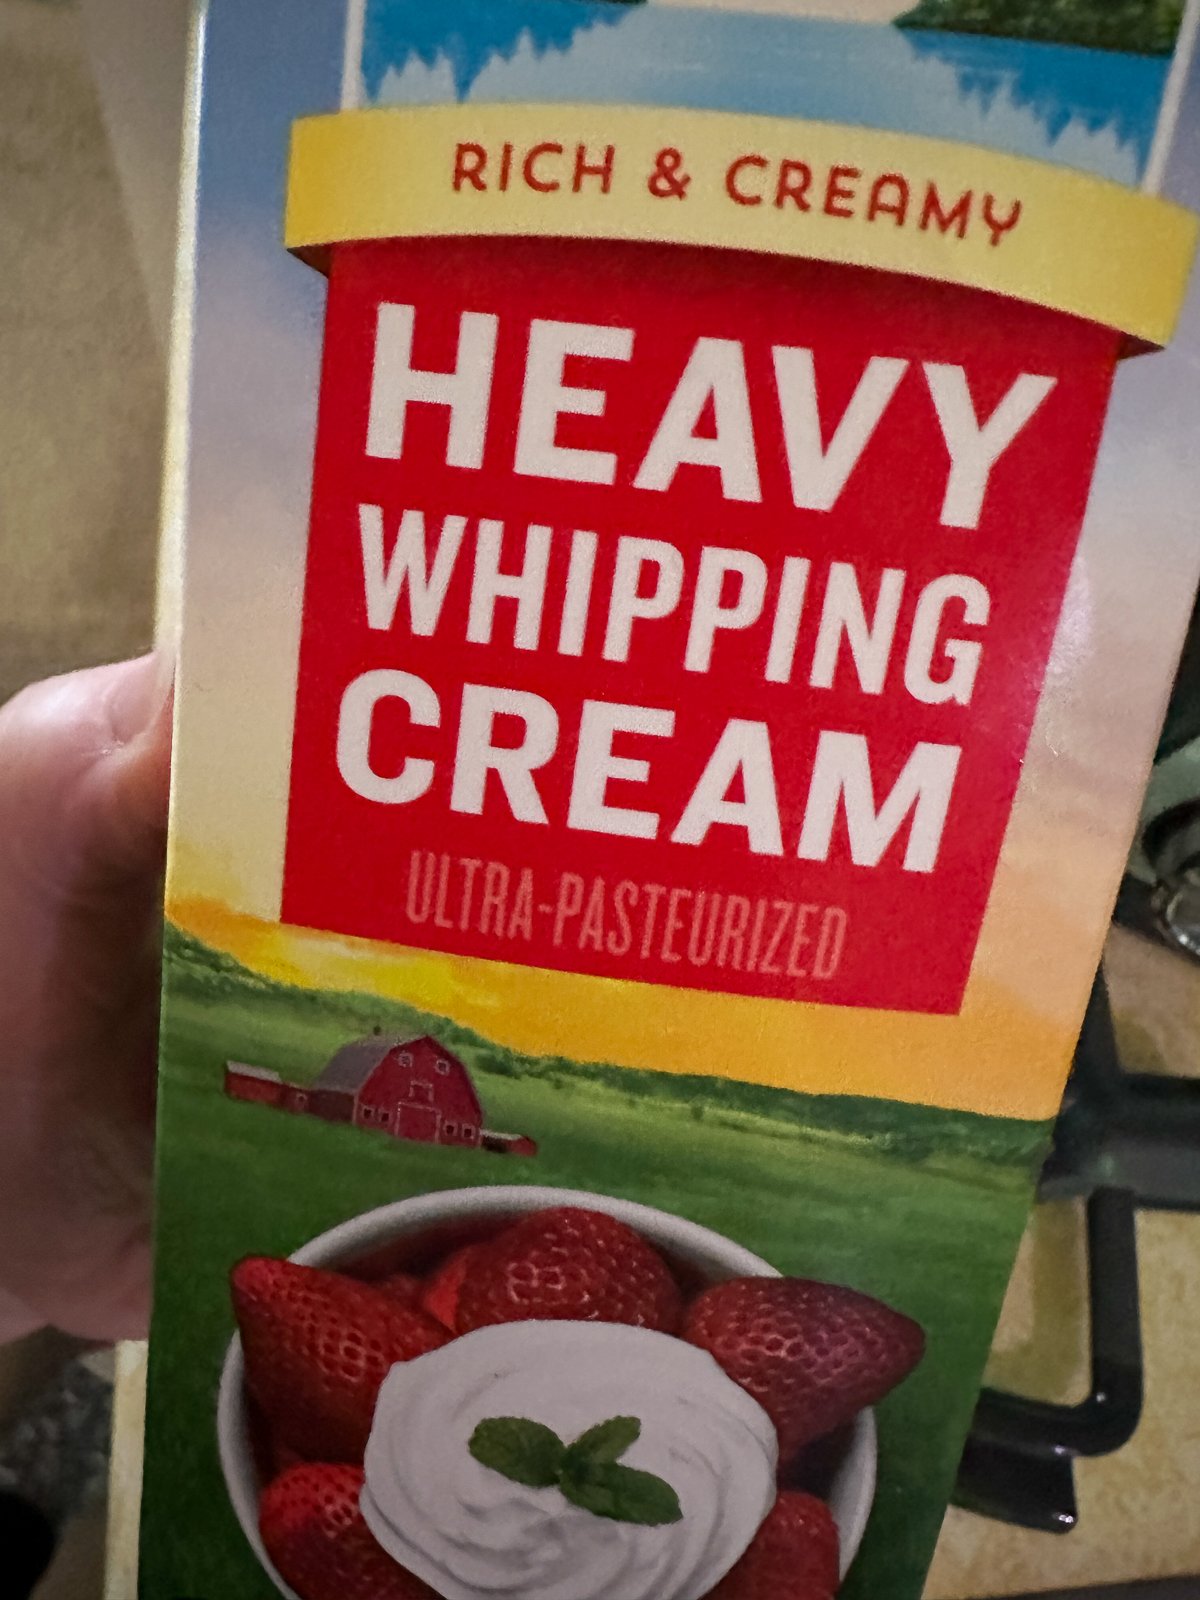 RICH & CREAMY
HEAVY
WHIPPING
CREAM
ULTRA-PASTEURIZED